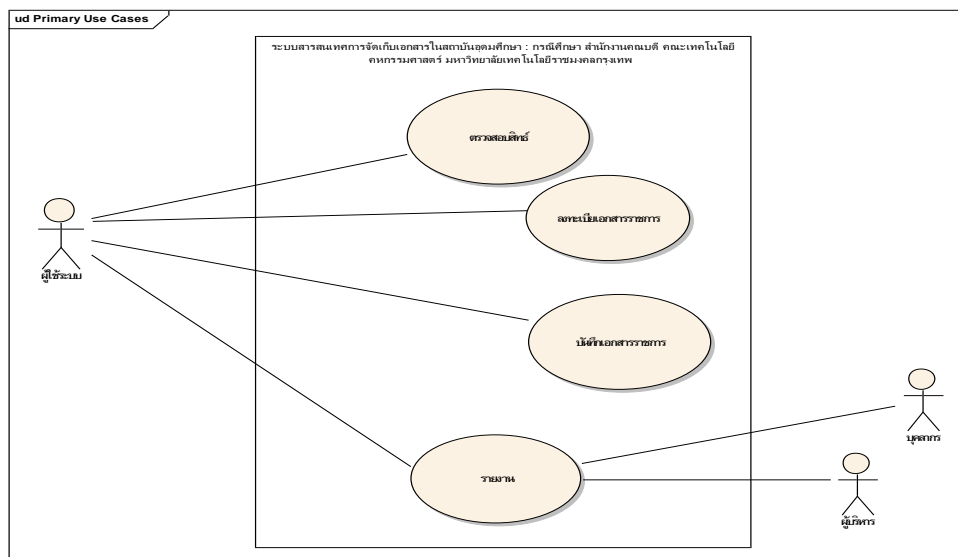 ud Primary Use Cases
ระบบสารสนเทศการจัดเก็บเอกสารในสถาบันอุดมศึกษา : กรณีศึกษา สำนักงานคณบดี คณะเทคโนโลยี
คหกรรมศาสตร์ มหาวิทยาลัยเทคโนโลยีราชมงคลกรุงเทพ
ตรวจสอบสิทธ์
ลงทะเบียเอกสารราชการ
ผู้ใช้ระบบ
บันทึกเอกสารราชการ
บุคลากร
รายงาน
ผู้บริหาร